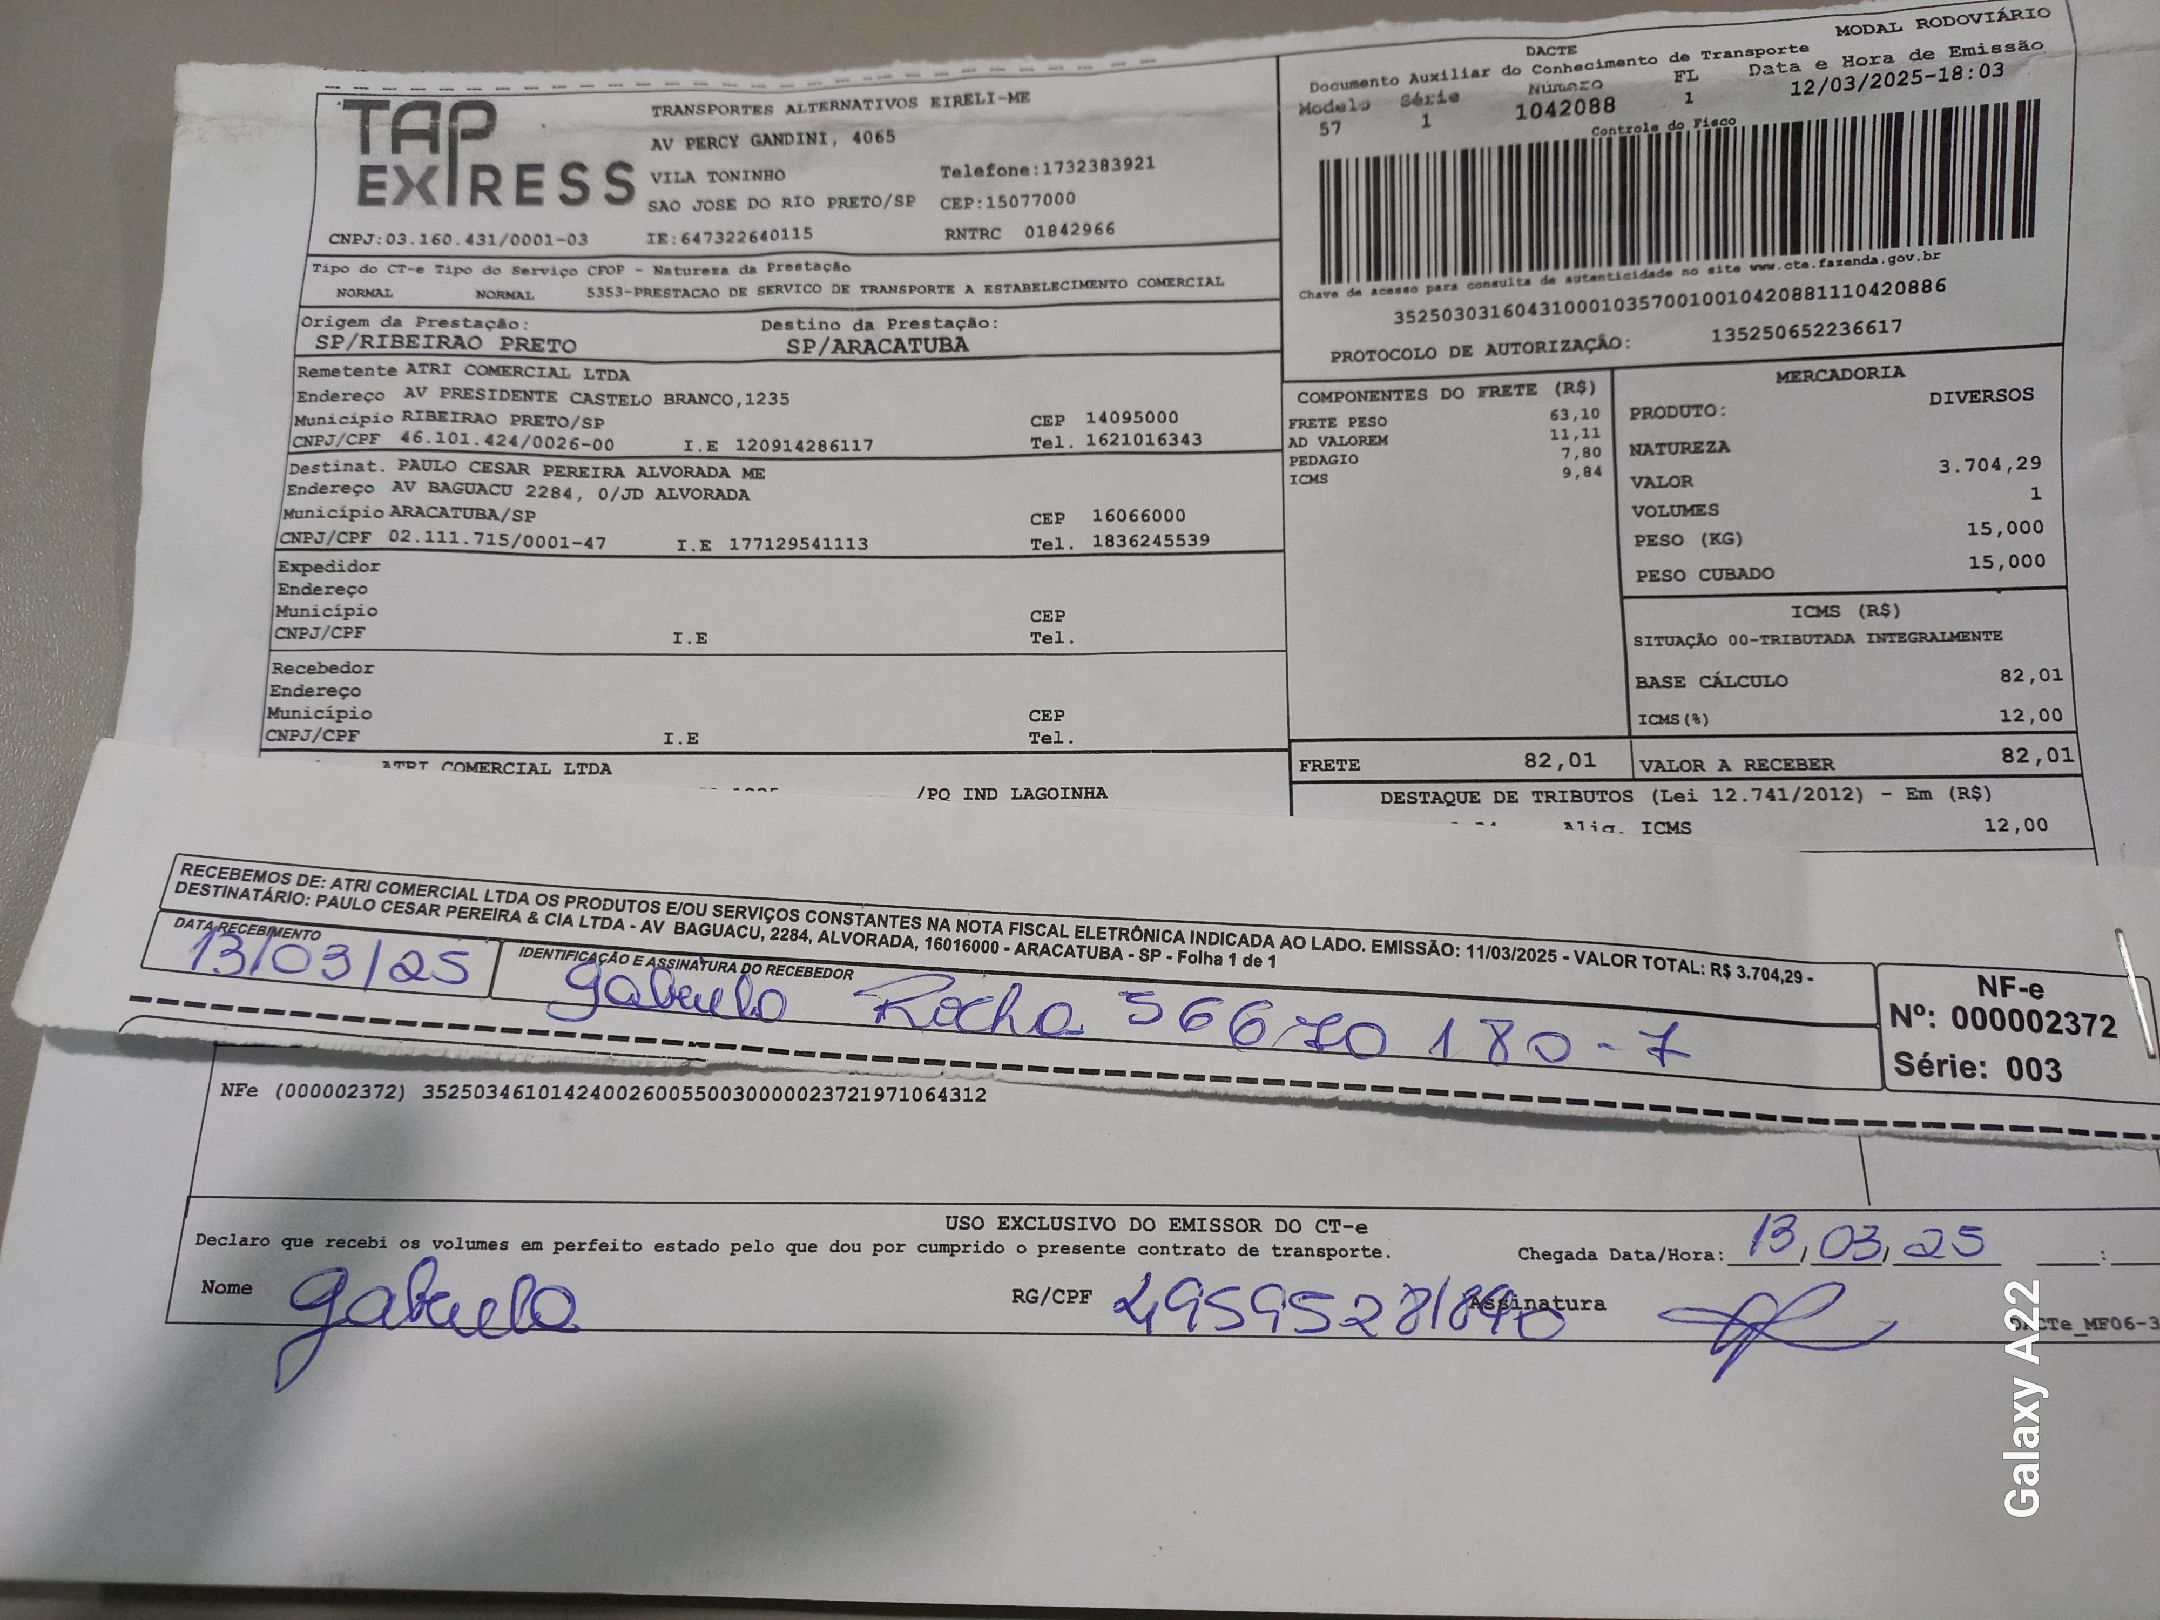 TAP EXPRESS
TRANSPORTES ALTERNATIVOS EIRELI-ME
AV PERCY GANDINI, 4065
VILA TONINHO Telefone:1732383921
SAO JOSE DO RIO PRETO/SP CEP:15077000
CNPJ:03.160.431/0001-03 IE:647322640115 RNTRC 01842966
MODAL RODOVIÁRIO
DACTE
Documento Auxiliar do Conhecimento de Transporte
Modelo Série Número FL Data e Hora de Emissão
57 1 1042088 1 12/03/2025-18:03
Controle do Fisco
Chave de acesso para consulta de autenticidade no site www.cte.fazenda.gov.br
35250303160431000103570010010420881110420886
PROTOCOLO DE AUTORIZAÇÃO: 135250652236617
Tipo do CT-e Tipo do Serviço CFOP - Natureza da Prestação
NORMAL NORMAL 5353-PRESTACAO DE SERVICO DE TRANSPORTE A ESTABELECIMENTO COMERCIAL
Origem da Prestação: Destino da Prestação:
SP/RIBEIRAO PRETO SP/ARACATUBA
Remetente ATRI COMERCIAL LTDA
Endereço AV PRESIDENTE CASTELO BRANCO,1235
Município RIBEIRAO PRETO/SP CEP 14095000
CNPJ/CPF 46.101.424/0026-00 I.E 120914286117 Tel. 1621016343
Destinat. PAULO CESAR PEREIRA ALVORADA ME
Endereço AV BAGUACU 2284, 0/JD ALVORADA
Município ARACATUBA/SP CEP 16066000
CNPJ/CPF 02.111.715/0001-47 I.E 177129541113 Tel. 1836245539
Expedidor
Endereço
Município CEP
CNPJ/CPF I.E Tel.
Recebedor
Endereço
Município CEP
CNPJ/CPF I.E Tel.
ATRI COMERCIAL LTDA
/PQ IND LAGOINHA
COMPONENTES DO FRETE (R$)
FRETE PESO 63,10
AD VALOREM 11,11
PEDAGIO 7,80
ICMS 9,84
MERCADORIA
PRODUTO: DIVERSOS
NATUREZA
VALOR 3.704,29
VOLUMES 1
PESO (KG) 15,000
PESO CUBADO 15,000
ICMS (R$)
SITUAÇÃO 00-TRIBUTADA INTEGRALMENTE
BASE CÁLCULO 82,01
ICMS(%) 12,00
FRETE 82,01 VALOR A RECEBER 82,01
DESTAQUE DE TRIBUTOS (Lei 12.741/2012) - Em (R$)
Aliq. ICMS 12,00
RECEBEMOS DE: ATRI COMERCIAL LTDA OS PRODUTOS E/OU SERVIÇOS CONSTANTES NA NOTA FISCAL ELETRÔNICA INDICADA AO LADO. EMISSÃO: 11/03/2025 - VALOR TOTAL: R$ 3.704,29 -
DESTINATÁRIO: PAULO CESAR PEREIRA & CIA LTDA - AV BAGUACU, 2284, ALVORADA, 16016000 - ARACATUBA - SP - Folha 1 de 1
DATA RECEBIMENTO IDENTIFICAÇÃO E ASSINATURA DO RECEBEDOR
13/03/25 Gabriela Rocha 56670180-7
NF-e
Nº: 000002372
Série: 003
NFe (000002372) 35250346101424002600550030000023721971064312
USO EXCLUSIVO DO EMISSOR DO CT-e
Declaro que recebi os volumes em perfeito estado pelo que dou por cumprido o presente contrato de transporte.
Chegada Data/Hora: 13,03,25 :
Nome Gabriela RG/CPF 49595281840 Assinatura
DACTe_MF06-3
Galaxy A22